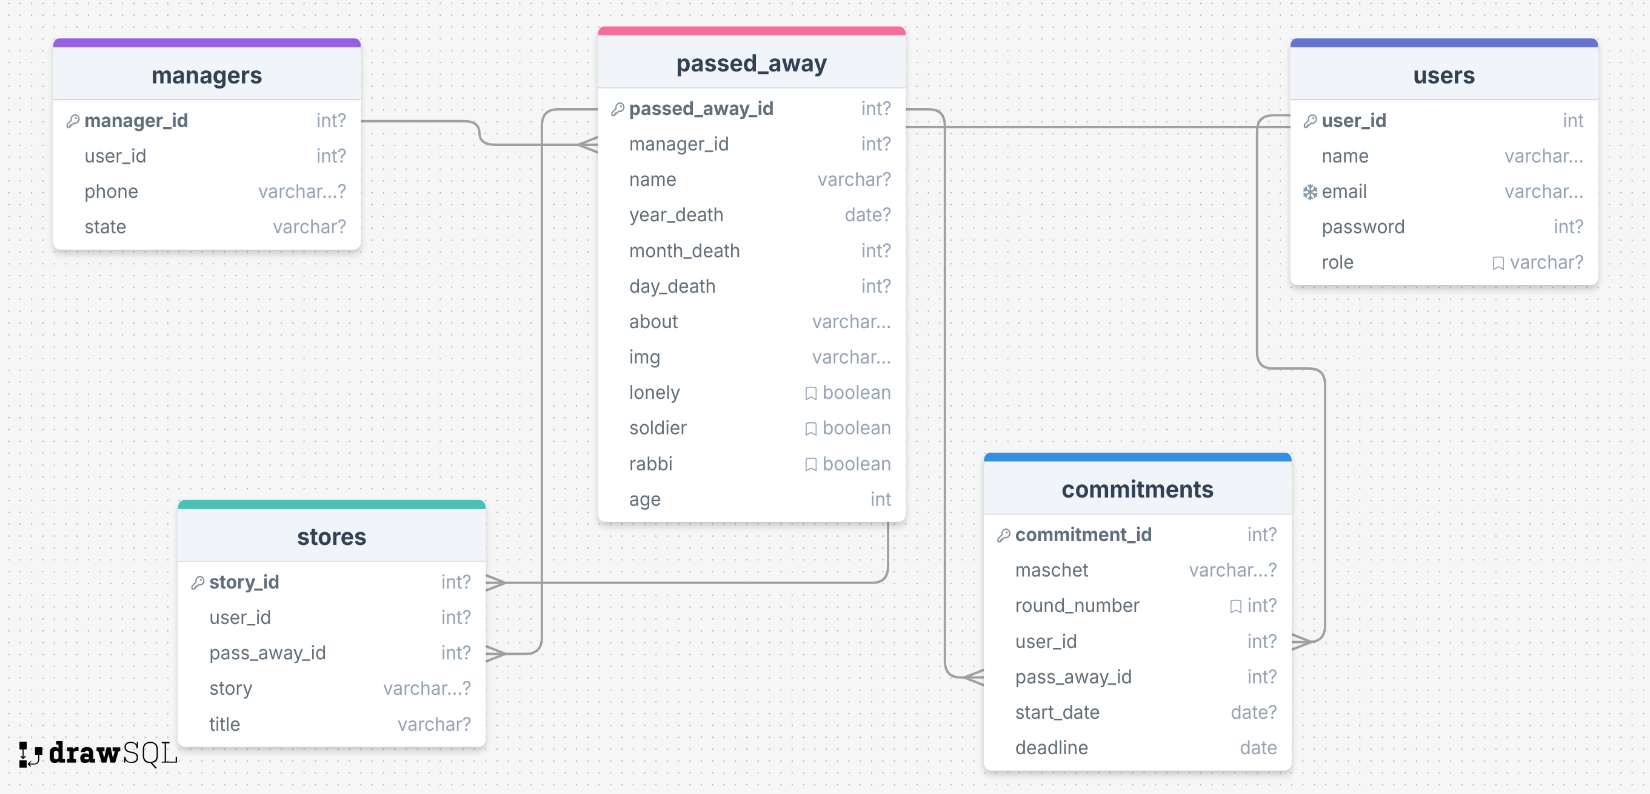 managers
manager_id int?
user_id int?
phone varchar...?
state varchar?
passed_away
passed_away_id int?
manager_id int?
name varchar?
year_death date?
month_death int?
day_death int?
about varchar...
img varchar...
lonely boolean
soldier boolean
rabbi boolean
age int
users
user_id int
name varchar...
email varchar...
password int?
role varchar?
stores
story_id int?
user_id int?
pass_away_id int?
story varchar...?
title varchar?
commitments
commitment_id int?
maschet varchar...?
round_number int?
user_id int?
pass_away_id int?
start_date date?
deadline date
drawSQL